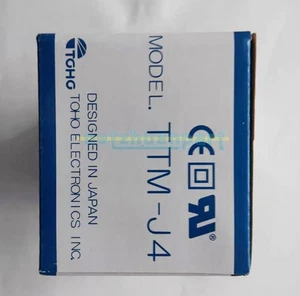 TOHO
DESIGNED IN JAPAN
TOHO ELECTRONICS INC.
MODEL. TTM-J4
CE